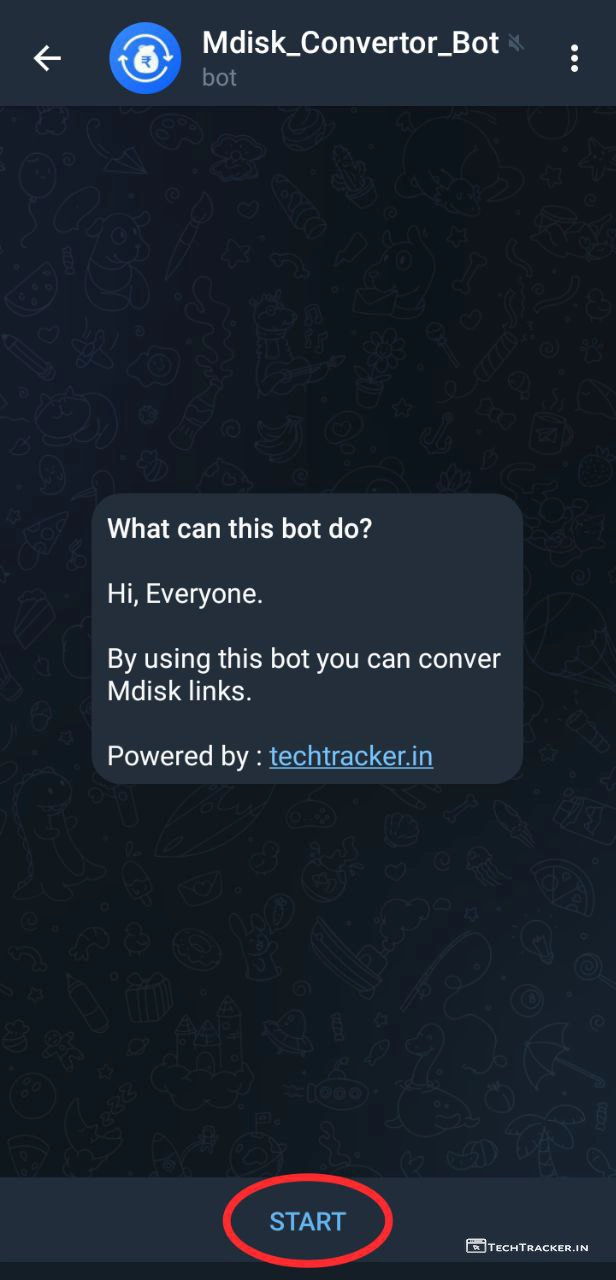 Mdisk_Convertor_Bot
bot
What can this bot do?
Hi, Everyone.
By using this bot you can conver
Mdisk links.
Powered by : techtracker.in
START
TECHTRACKER.IN